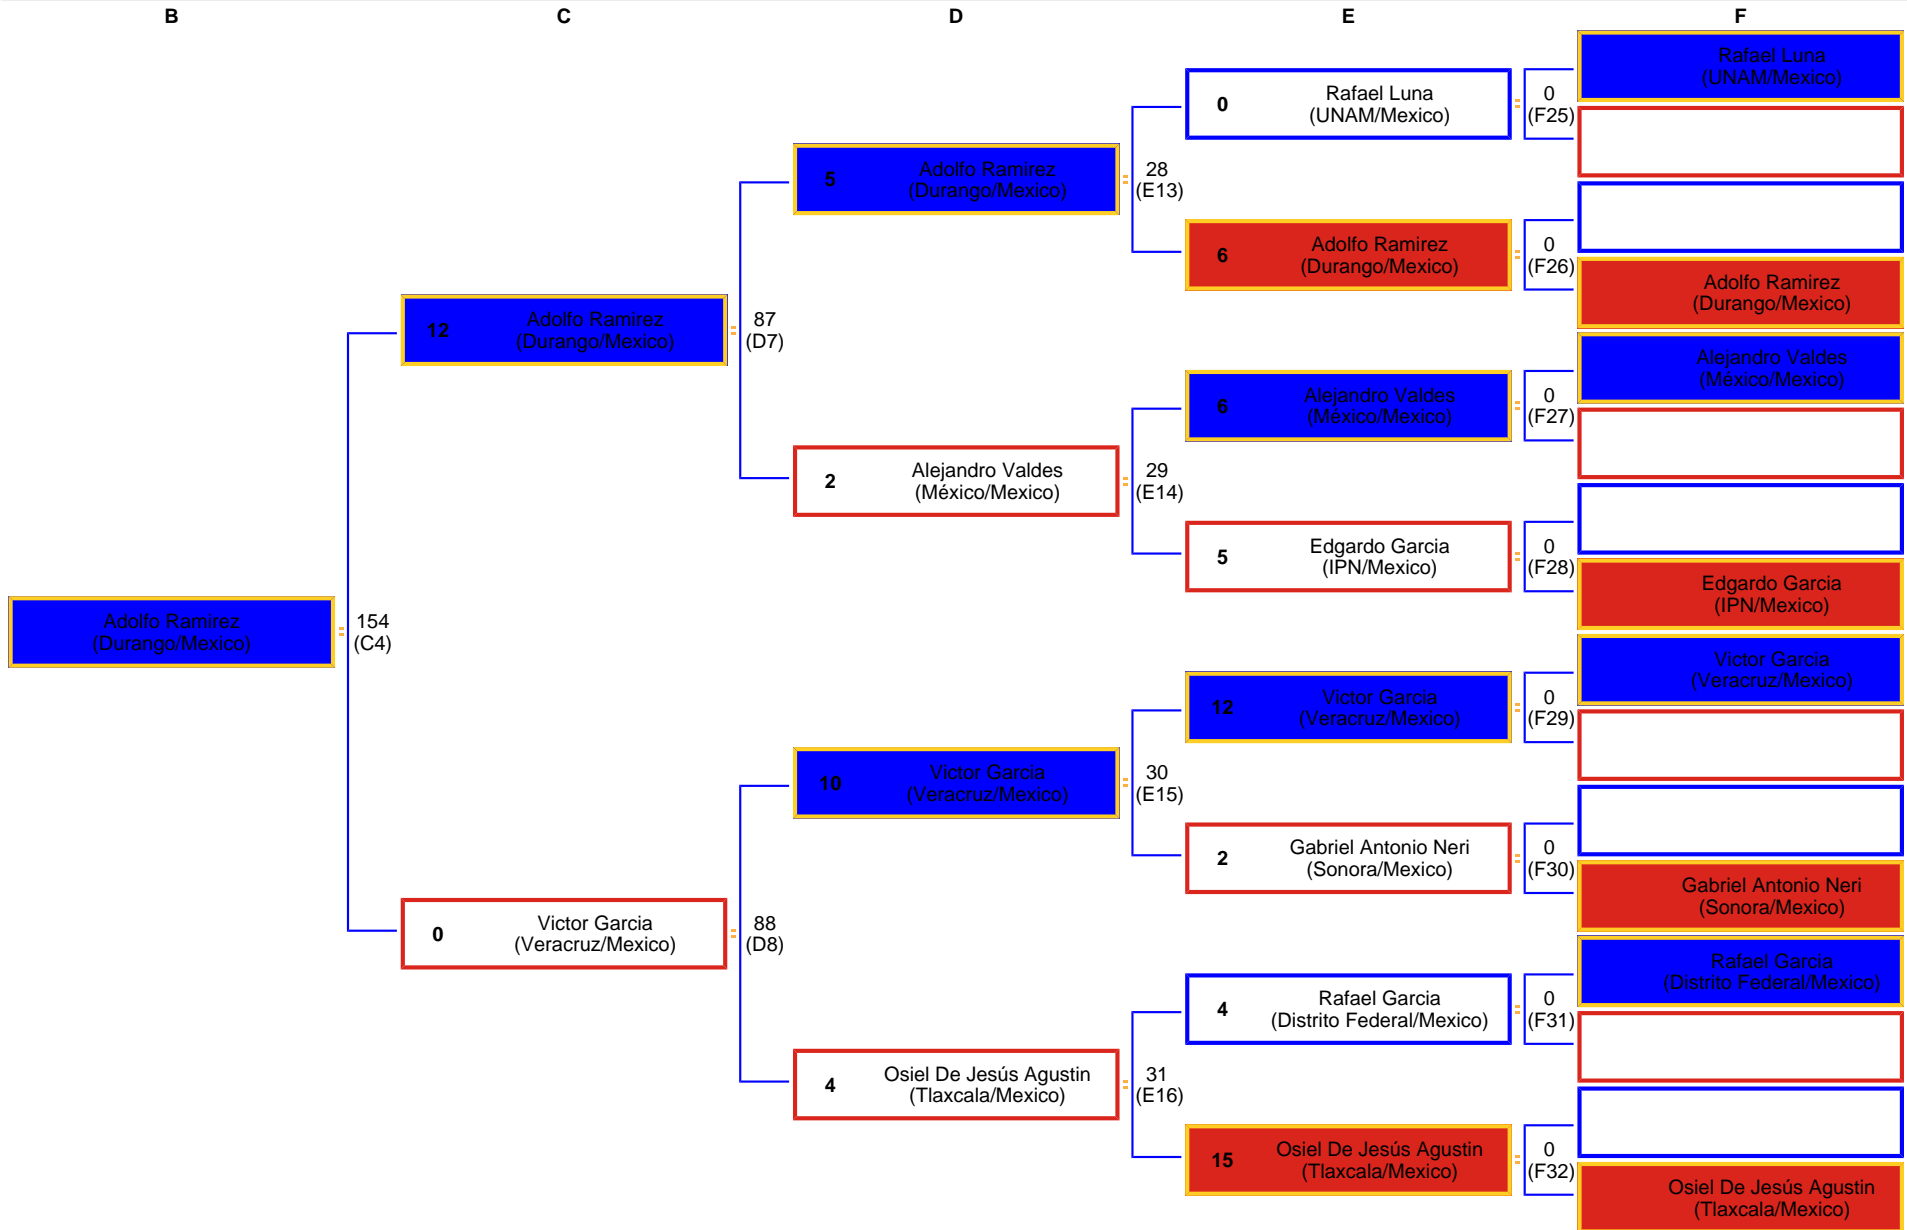 B
C
D
E
F
Adolfo Ramirez
(Durango/Mexico)
154
(C4)
12
Adolfo Ramirez
(Durango/Mexico)
87
(D7)
0
Victor Garcia
(Veracruz/Mexico)
88
(D8)
5
Adolfo Ramirez
(Durango/Mexico)
28
(E13)
2
Alejandro Valdes
(México/Mexico)
29
(E14)
10
Victor Garcia
(Veracruz/Mexico)
30
(E15)
4
Osiel De Jesús Agustin
(Tlaxcala/Mexico)
31
(E16)
0
Rafael Luna
(UNAM/Mexico)
0
(F25)
6
Adolfo Ramirez
(Durango/Mexico)
0
(F26)
6
Alejandro Valdes
(México/Mexico)
0
(F27)
5
Edgardo Garcia
(IPN/Mexico)
0
(F28)
12
Victor Garcia
(Veracruz/Mexico)
0
(F29)
2
Gabriel Antonio Neri
(Sonora/Mexico)
0
(F30)
4
Rafael Garcia
(Distrito Federal/Mexico)
0
(F31)
15
Osiel De Jesús Agustin
(Tlaxcala/Mexico)
0
(F32)
Rafael Luna
(UNAM/Mexico)
Adolfo Ramirez
(Durango/Mexico)
Alejandro Valdes
(México/Mexico)
Edgardo Garcia
(IPN/Mexico)
Victor Garcia
(Veracruz/Mexico)
Gabriel Antonio Neri
(Sonora/Mexico)
Rafael Garcia
(Distrito Federal/Mexico)
Osiel De Jesús Agustin
(Tlaxcala/Mexico)